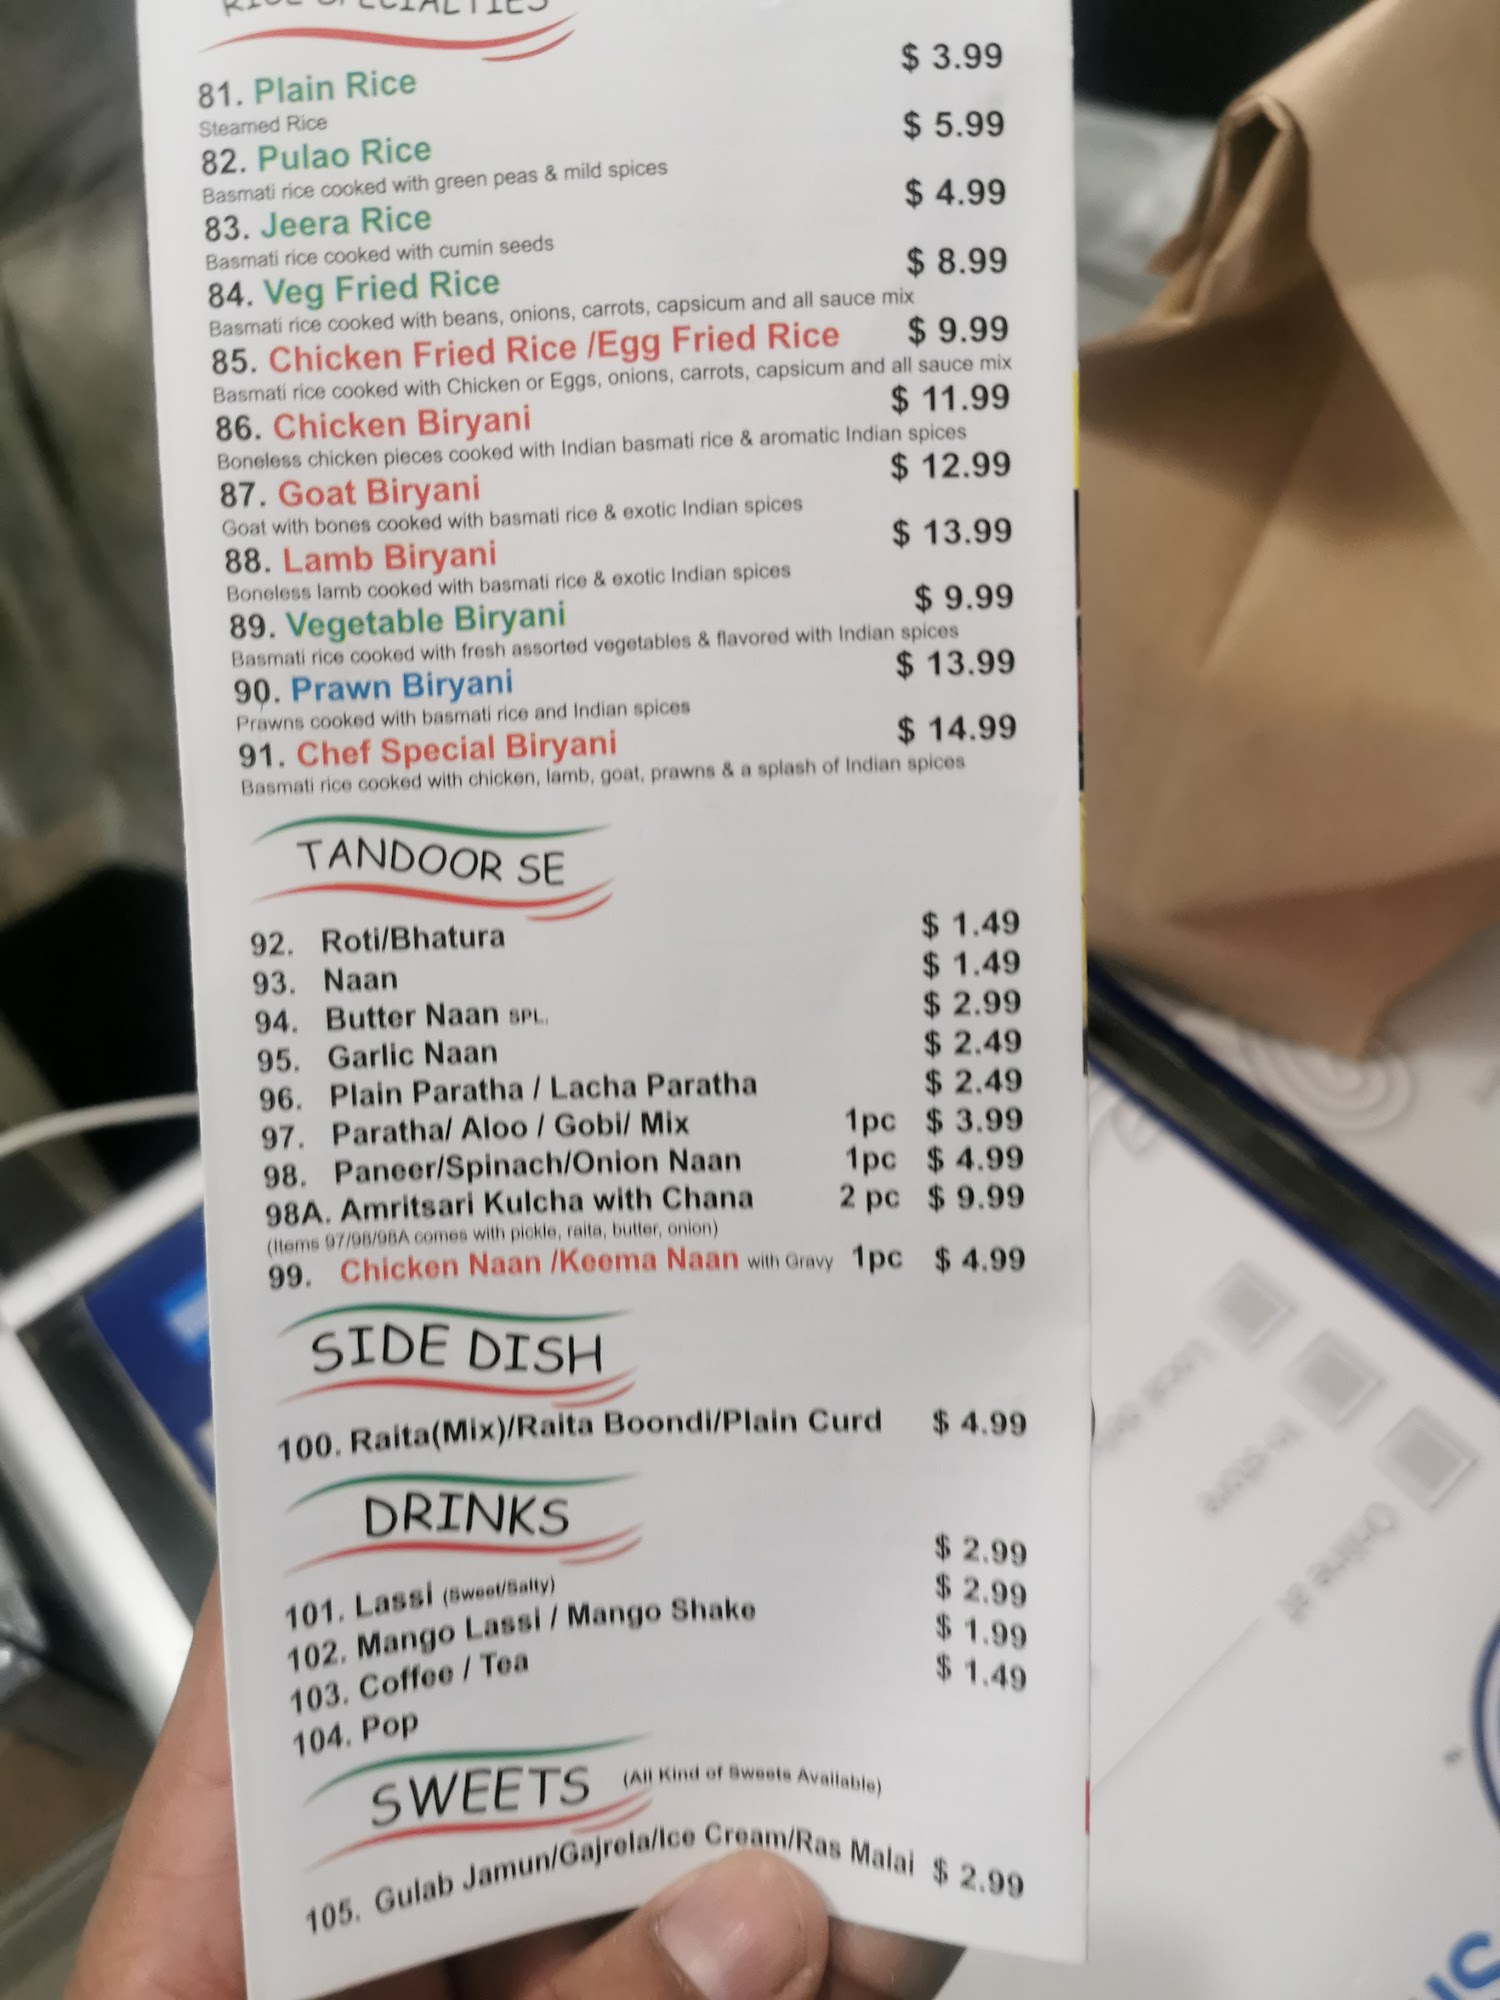 RICE SPECIALTIES
81. Plain Rice $ 3.99
Steamed Rice
82. Pulao Rice $ 5.99
Basmati rice cooked with green peas & mild spices
83. Jeera Rice $ 4.99
Basmati rice cooked with cumin seeds
84. Veg Fried Rice $ 8.99
Basmati rice cooked with beans, onions, carrots, capsicum and all sauce mix
85. Chicken Fried Rice /Egg Fried Rice $ 9.99
Basmati rice cooked with Chicken or Eggs, onions, carrots, capsicum and all sauce mix
86. Chicken Biryani $ 11.99
Boneless chicken pieces cooked with Indian basmati rice & aromatic Indian spices
87. Goat Biryani $ 12.99
Goat with bones cooked with basmati rice & exotic Indian spices
88. Lamb Biryani $ 13.99
Boneless lamb cooked with basmati rice & exotic Indian spices
89. Vegetable Biryani $ 9.99
Basmati rice cooked with fresh assorted vegetables & flavored with Indian spices
90. Prawn Biryani $ 13.99
Prawns cooked with basmati rice and Indian spices
91. Chef Special Biryani $ 14.99
Basmati rice cooked with chicken, lamb, goat, prawns & a splash of Indian spices
TANDOOR SE
92. Roti/Bhatura $ 1.49
93. Naan $ 1.49
94. Butter Naan SPL. $ 2.99
95. Garlic Naan $ 2.49
96. Plain Paratha / Lacha Paratha $ 2.49
97. Paratha/ Aloo / Gobi/ Mix 1pc $ 3.99
98. Paneer/Spinach/Onion Naan 1pc $ 4.99
98A. Amritsari Kulcha with Chana 2 pc $ 9.99
(Items 97/98/98A comes with pickle, raita, butter, onion)
99. Chicken Naan /Keema Naan with Gravy 1pc $ 4.99
SIDE DISH
100. Raita(Mix)/Raita Boondi/Plain Curd $ 4.99
DRINKS
101. Lassi (Sweet/Salty) $ 2.99
102. Mango Lassi / Mango Shake $ 2.99
103. Coffee / Tea $ 1.99
104. Pop $ 1.49
SWEETS (All Kind of Sweets Available)
105. Gulab Jamun/Gajrela/Ice Cream/Ras Malai $ 2.99
In-store
Online at